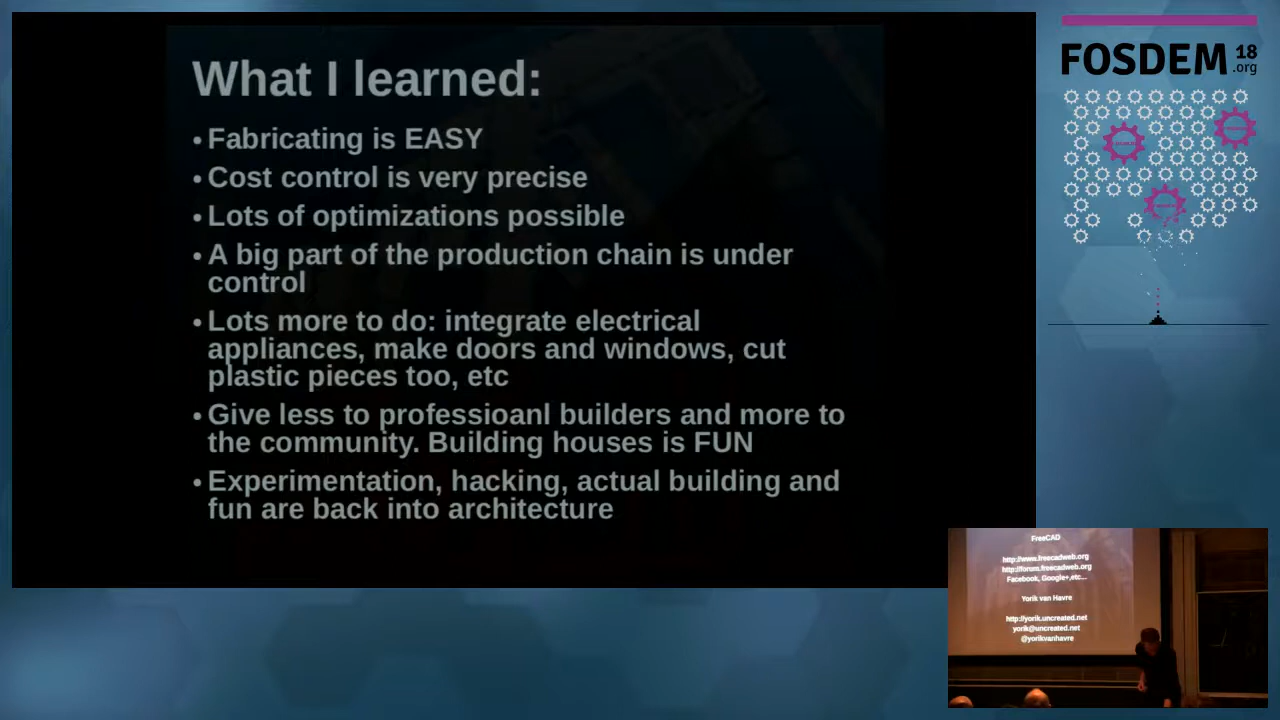 What I learned:
• Fabricating is EASY
• Cost control is very precise
• Lots of optimizations possible
• A big part of the production chain is under
control
• Lots more to do: integrate electrical
appliances, make doors and windows, cut
plastic pieces too, etc
• Give less to professioanl builders and more to
the community. Building houses is FUN
• Experimentation, hacking, actual building and
fun are back into architecture
FOSDEM 18
.org
FreeCAD
http://www.freecadweb.org
http://forum.freecadweb.org
Facebook, Google+,etc...
Yorik van Havre
http://yorik.uncreated.net
yorik@uncreated.net
@yorikvanhavre